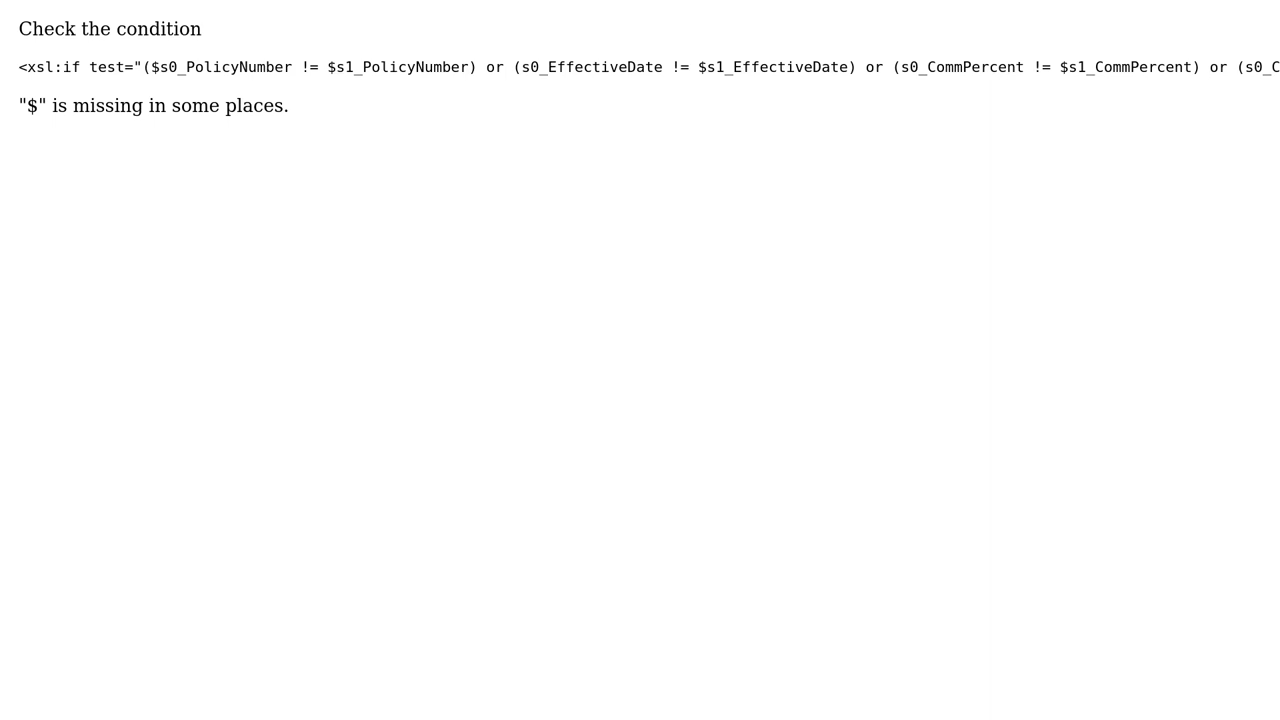 Check the condition
<xsl:if test="($s0_PolicyNumber != $s1_PolicyNumber) or (s0_EffectiveDate != $s1_EffectiveDate) or (s0_CommPercent != $s1_CommPercent) or (s0_C
"$" is missing in some places.